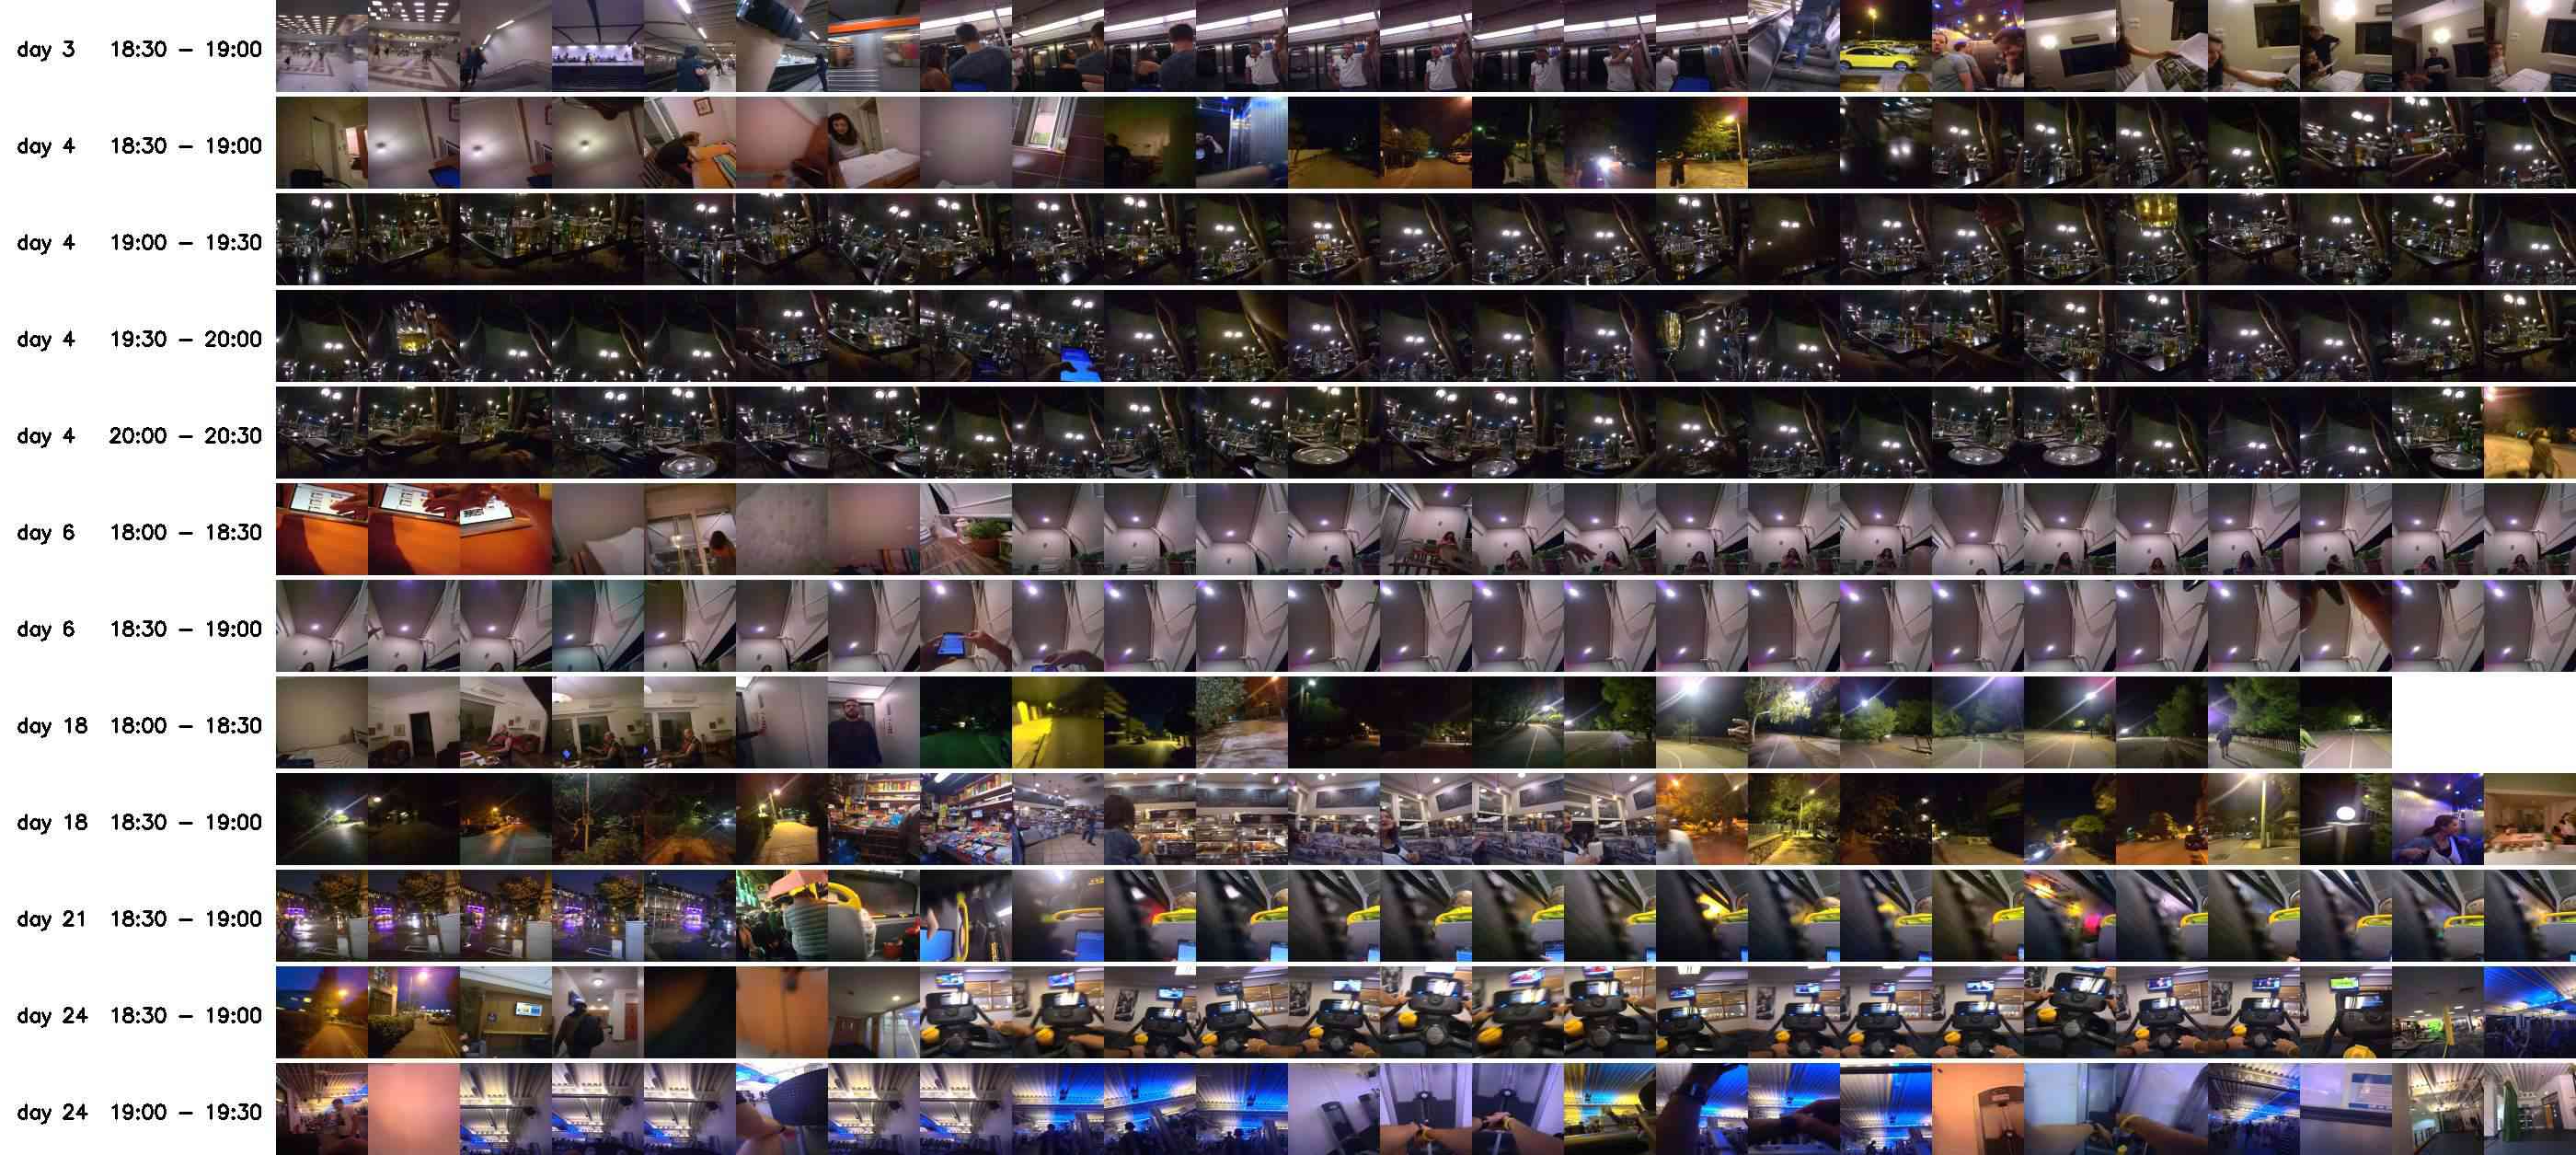 day 3 18:30 – 19:00
day 4 18:30 – 19:00
day 4 19:00 – 19:30
day 4 19:30 – 20:00
day 4 20:00 – 20:30
day 6 18:00 – 18:30
day 6 18:30 – 19:00
day 18 18:00 – 18:30
day 18 18:30 – 19:00
day 21 18:30 – 19:00
day 24 18:30 – 19:00
day 24 19:00 – 19:30